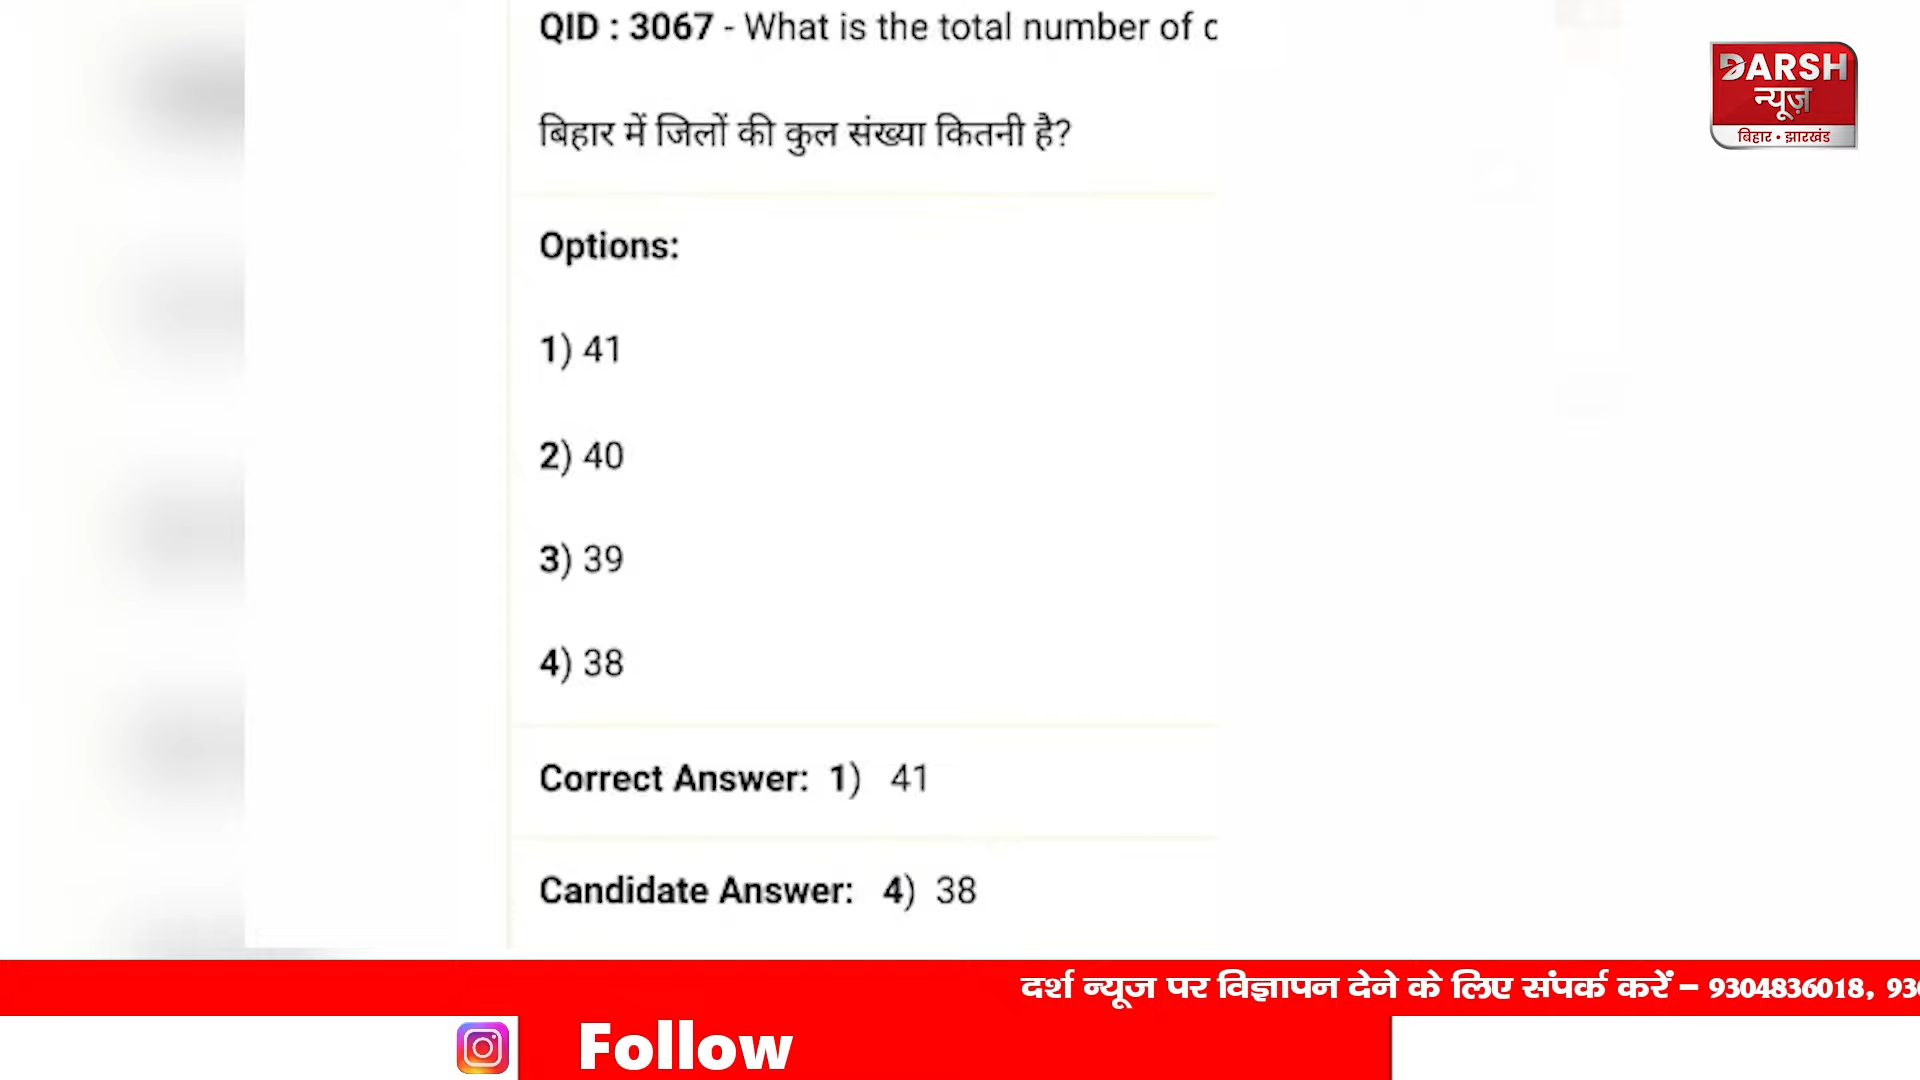 QID : 3067 - What is the total number of
बिहार में जिलों की कुल संख्या कितनी है?
Options:
1) 41
2) 40
3) 39
4) 38
Correct Answer: 1) 41
Candidate Answer: 4) 38
DARSH
न्यूज़
बिहार • झारखंड
दर्श न्यूज पर विज्ञापन देने के लिए संपर्क करें – 9304836018, 930
Follow